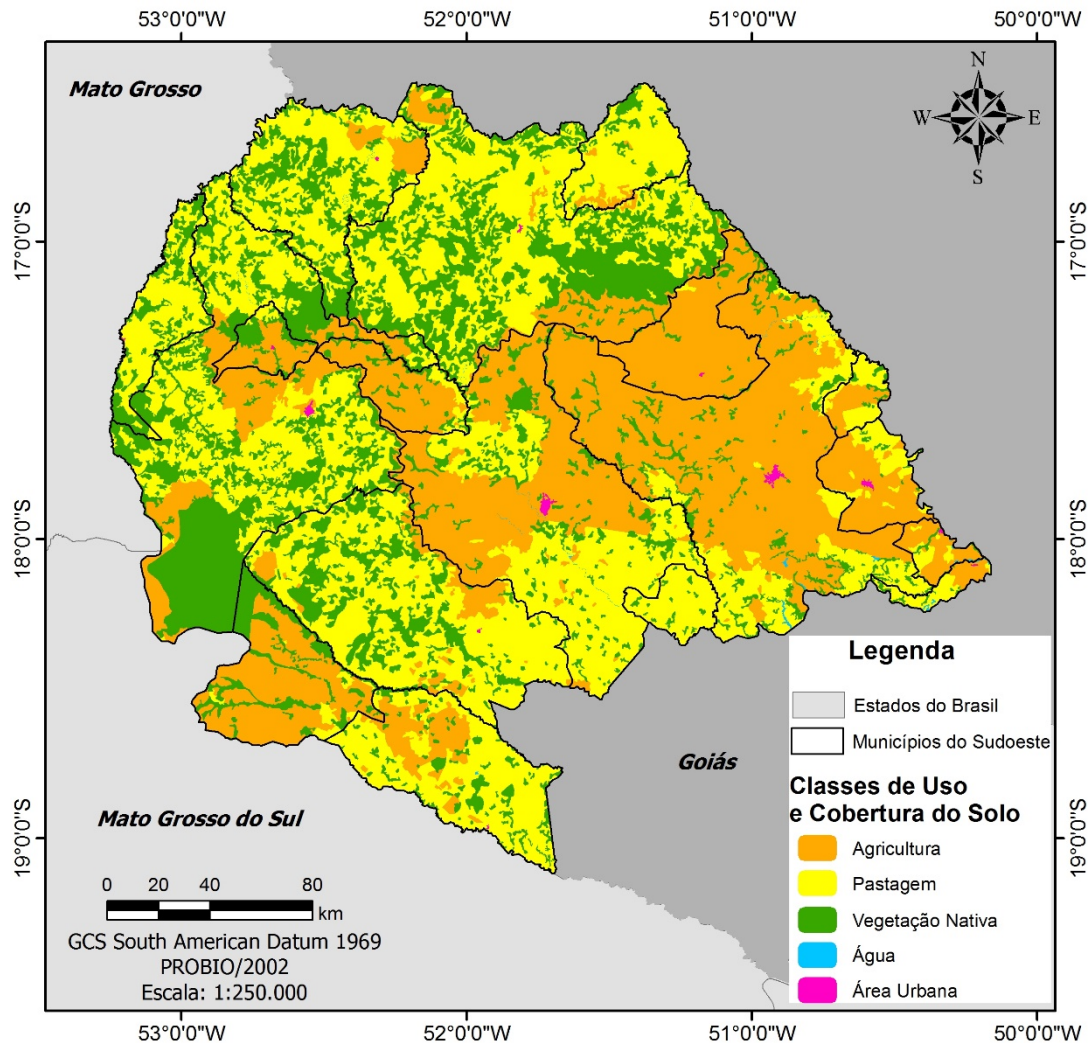 53°0'0"W 52°0'0"W 51°0'0"W 50°0'0"W
Mato Grosso
N
W E
S
17°0'0"S 17°0'0"S
18°0'0"S 18°0'0"S
19°0'0"S 19°0'0"S
Goiás
Mato Grosso do Sul
0 20 40 80
km
GCS South American Datum 1969
PROBIO/2002
Escala: 1:250.000
Legenda
Estados do Brasil
Municípios do Sudoeste
Classes de Uso
e Cobertura do Solo
Agricultura
Pastagem
Vegetação Nativa
Água
Área Urbana
53°0'0"W 52°0'0"W 51°0'0"W 50°0'0"W